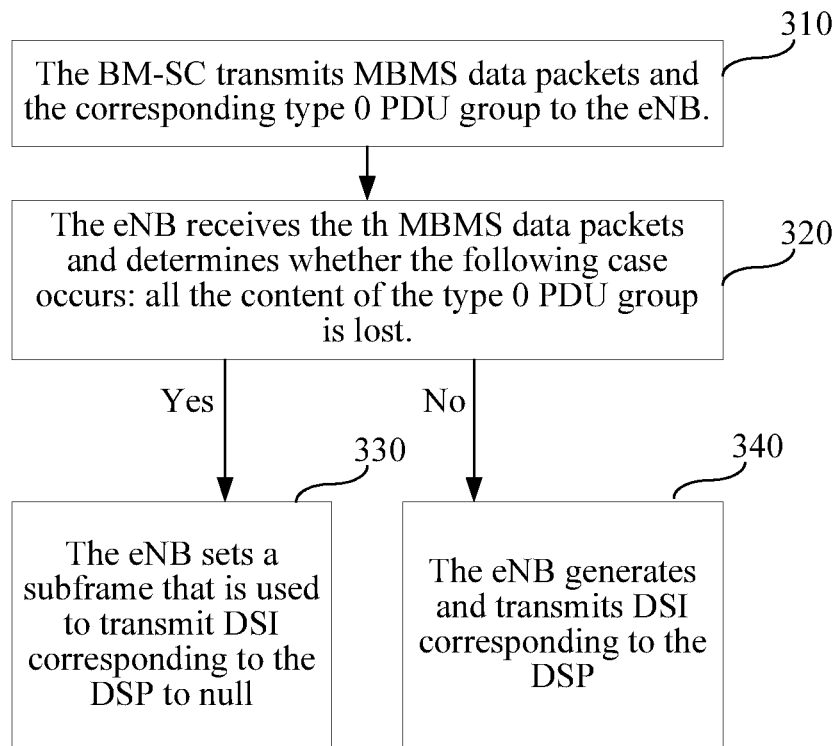 310
The BM-SC transmits MBMS data packets and
the corresponding type 0 PDU group to the eNB.
320
The eNB receives the th MBMS data packets
and determines whether the following case
occurs: all the content of the type 0 PDU group
is lost.
Yes
No
330
340
The eNB sets a
subframe that is used
to transmit DSI
corresponding to the
DSP to null
The eNB generates
and transmits DSI
corresponding to the
DSP